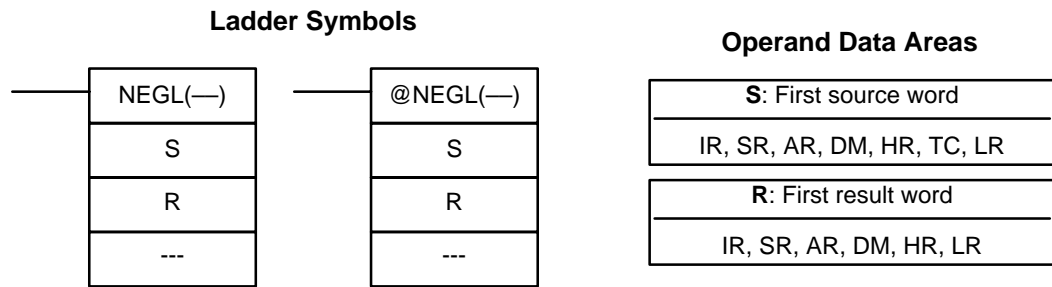 Ladder Symbols
NEGL(—)
S
R
---
@NEGL(—)
S
R
---
Operand Data Areas
S: First source word
IR, SR, AR, DM, HR, TC, LR
R: First result word
IR, SR, AR, DM, HR, LR